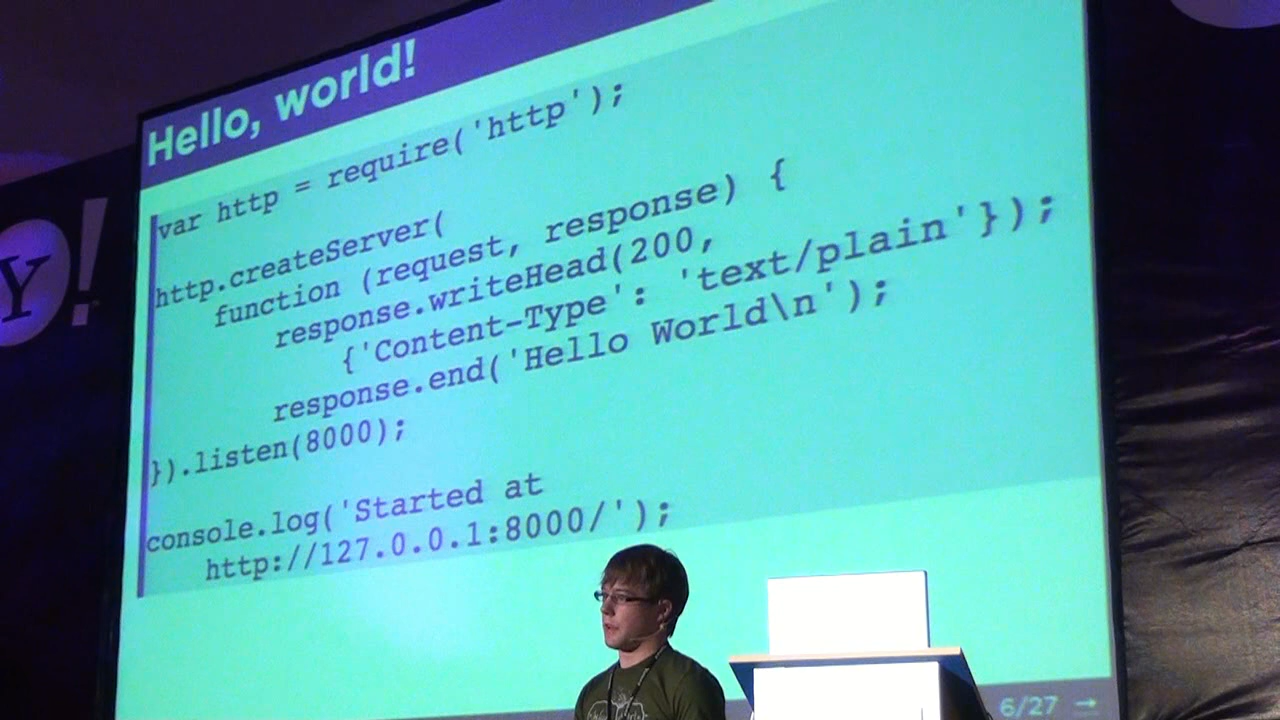 Hello, world!
var http = require('http');
http.createServer(
function (request, response) {
response.writeHead(200,
{'Content-Type': 'text/plain'});
response.end('Hello World\n');
}).listen(8000);
console.log('Started at
http://127.0.0.1:8000/');
Y!
6/27 →